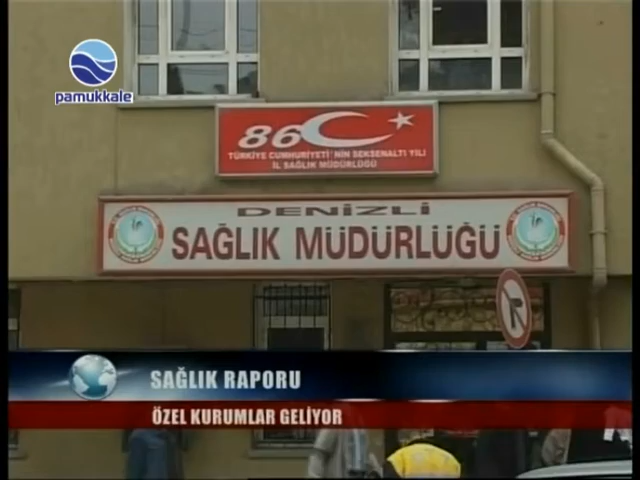 pamukkale
86
TÜRKİYE CUMHURİYETİ'NİN SEKSENALTI YILI
İL SAĞLIK MÜDÜRLÜĞÜ
DENİZLİ
SAĞLIK MÜDÜRLÜĞÜ
SAĞLIK RAPORU
ÖZEL KURUMLAR GELİYOR